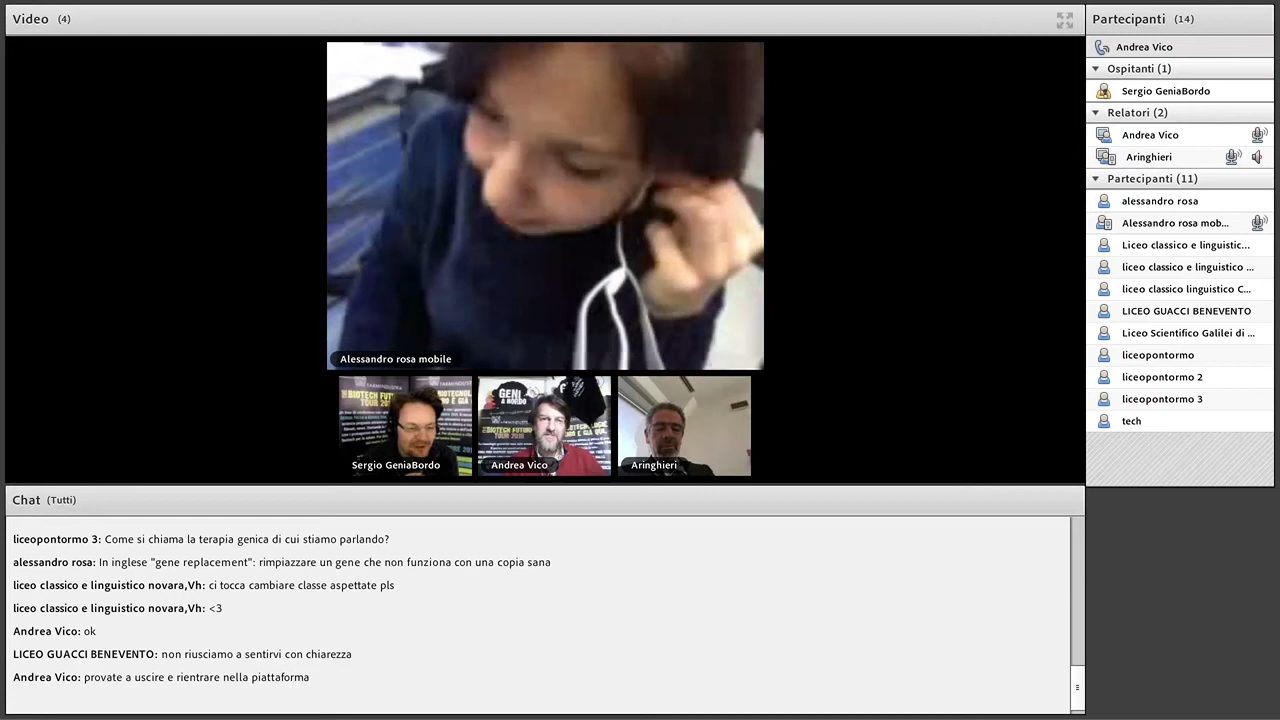 Video (4)
Alessandro rosa mobile
GENI
A BORDO
Sergio GeniaBordo
Andrea Vico
Aringhieri
Partecipanti (14)
Andrea Vico
Ospitanti (1)
Sergio GeniaBordo
Relatori (2)
Andrea Vico
Aringhieri
Partecipanti (11)
alessandro rosa
Alessandro rosa mob...
Liceo classico e linguistic...
liceo classico e linguistico ...
liceo classico linguistico C...
LICEO GUACCI BENEVENTO
Liceo Scientifico Galilei di ...
liceopontormo
liceopontormo 2
liceopontormo 3
tech
Chat (Tutti)
liceopontormo 3: Come si chiama la terapia genica di cui stiamo parlando?
alessandro rosa: In inglese "gene replacement": rimpiazzare un gene che non funziona con una copia sana
liceo classico e linguistico novara,Vh: ci tocca cambiare classe aspettate pls
liceo classico e linguistico novara,Vh: <3
Andrea Vico: ok
LICEO GUACCI BENEVENTO: non riusciamo a sentirvi con chiarezza
Andrea Vico: provate a uscire e rientrare nella piattaforma